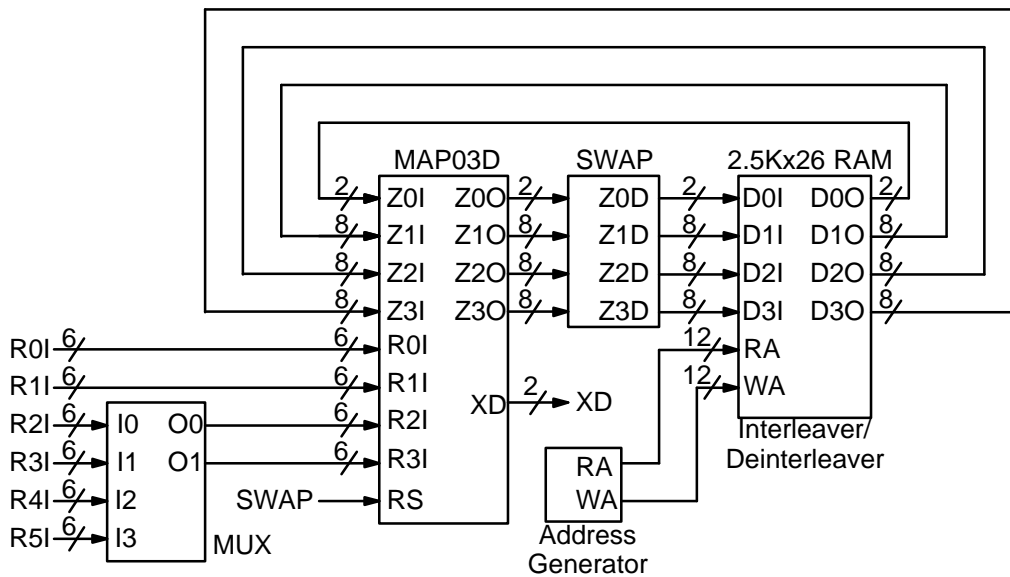 MAP03D SWAP 2.5Kx26 RAM
2 Z0I Z0O 2 Z0D 2 D0I D0O 2
8 Z1I Z1O 8 Z1D 8 D1I D1O 8
8 Z2I Z2O 8 Z2D 8 D2I D2O 8
8 Z3I Z3O 8 Z3D 8 D3I D3O 8
R0I 6 6 R0I 12 RA
R1I 6 6 R1I 12 WA
XD 2 XD
R2I 6 I0 O0 6 R2I
Interleaver/
Deinterleaver
R3I 6 I1 O1 6 R3I RA
R4I 6 I2 SWAP RS WA
R5I 6 I3 MUX
Address
Generator